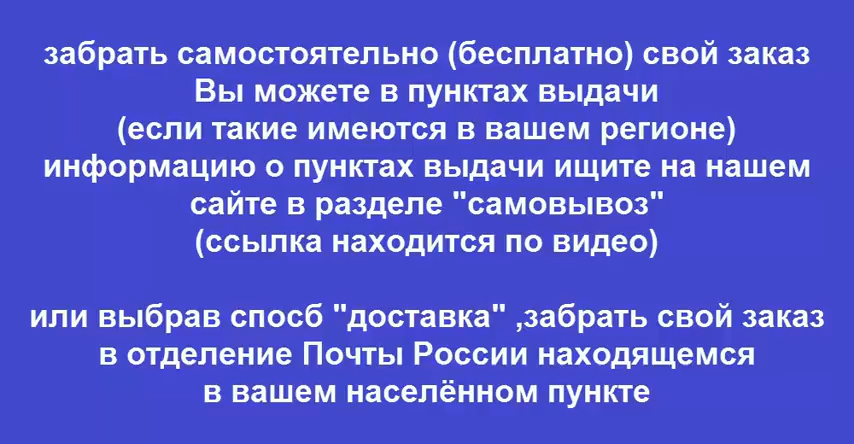 забрать самостоятельно (бесплатно) свой заказ
Вы можете в пунктах выдачи
(если такие имеются в вашем регионе)
информацию о пунктах выдачи ищите на нашем
сайте в разделе "самовывоз"
(ссылка находится по видео)
или выбрав спосб "доставка" ,забрать свой заказ
в отделение Почты России находящемся
в вашем населённом пункте